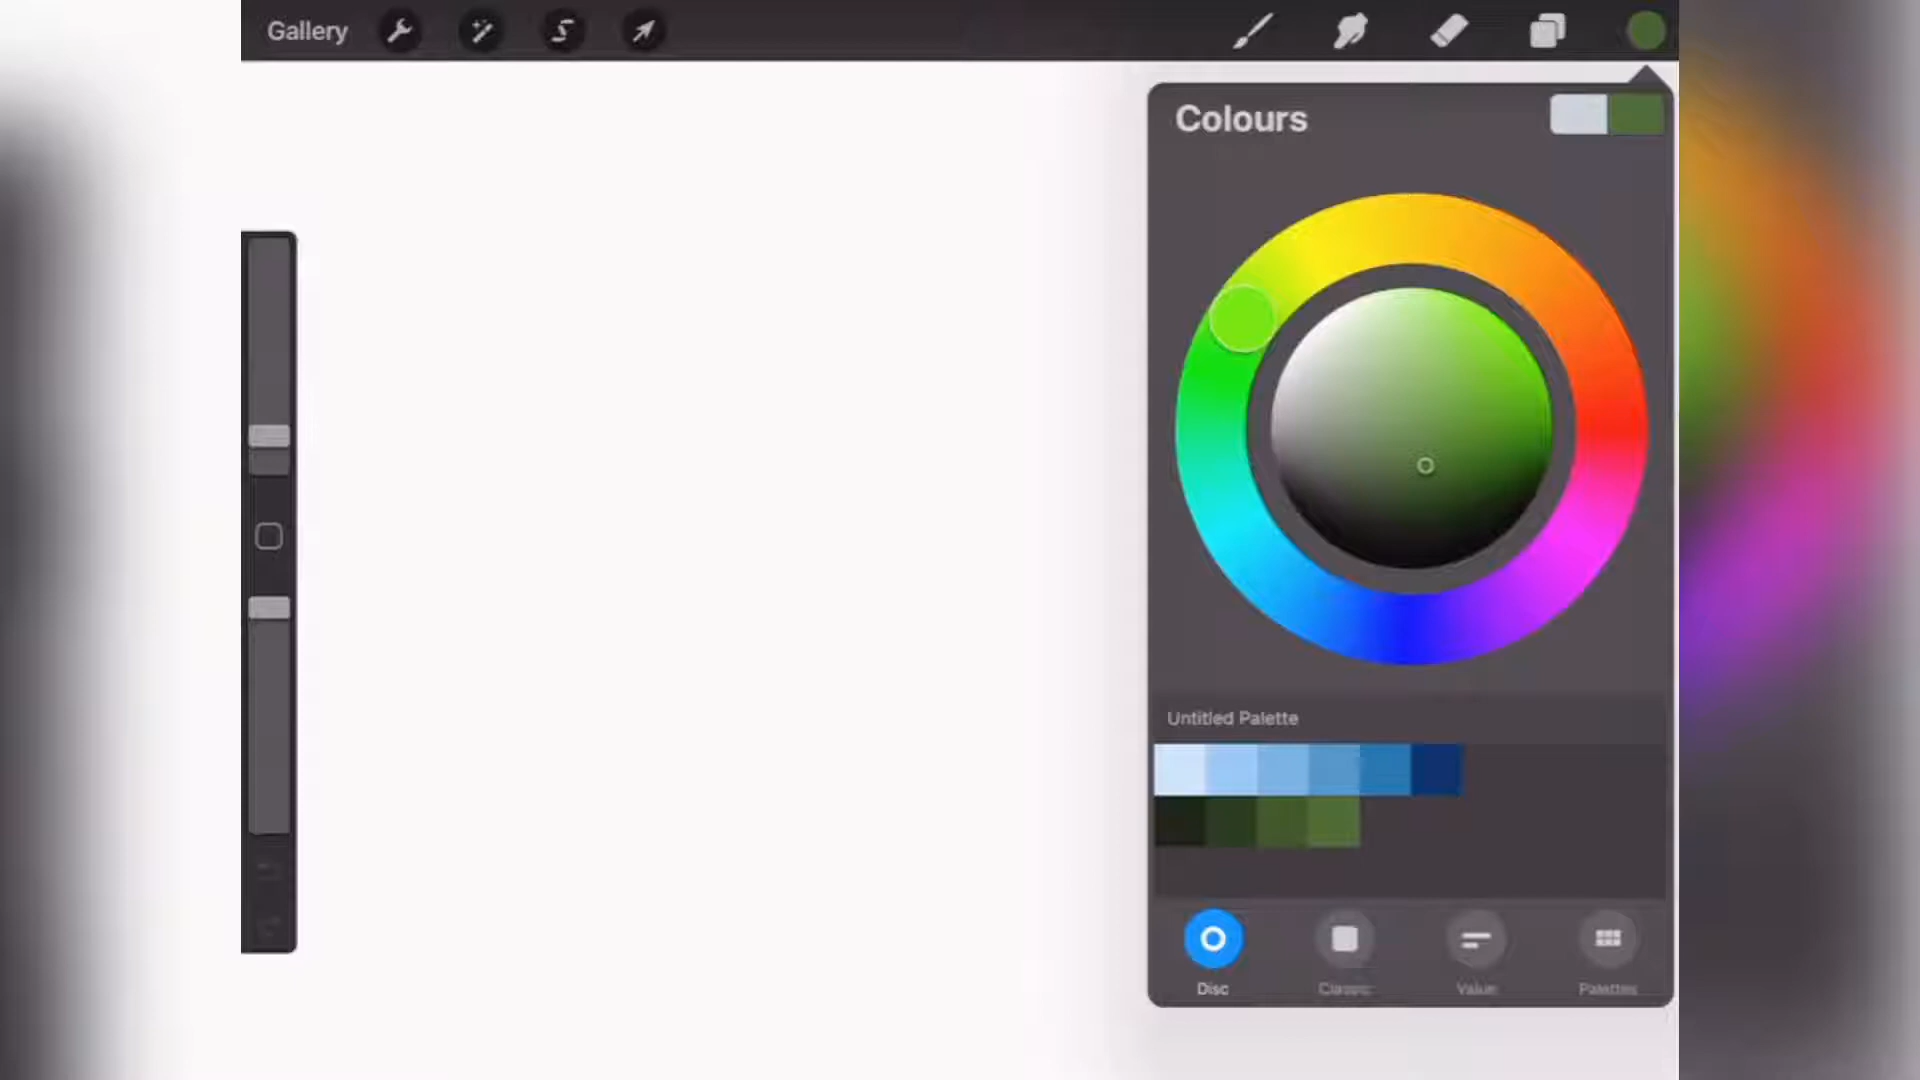 Gallery
Colours
Untitled Palette
Disc
Classic
Value
Palettes